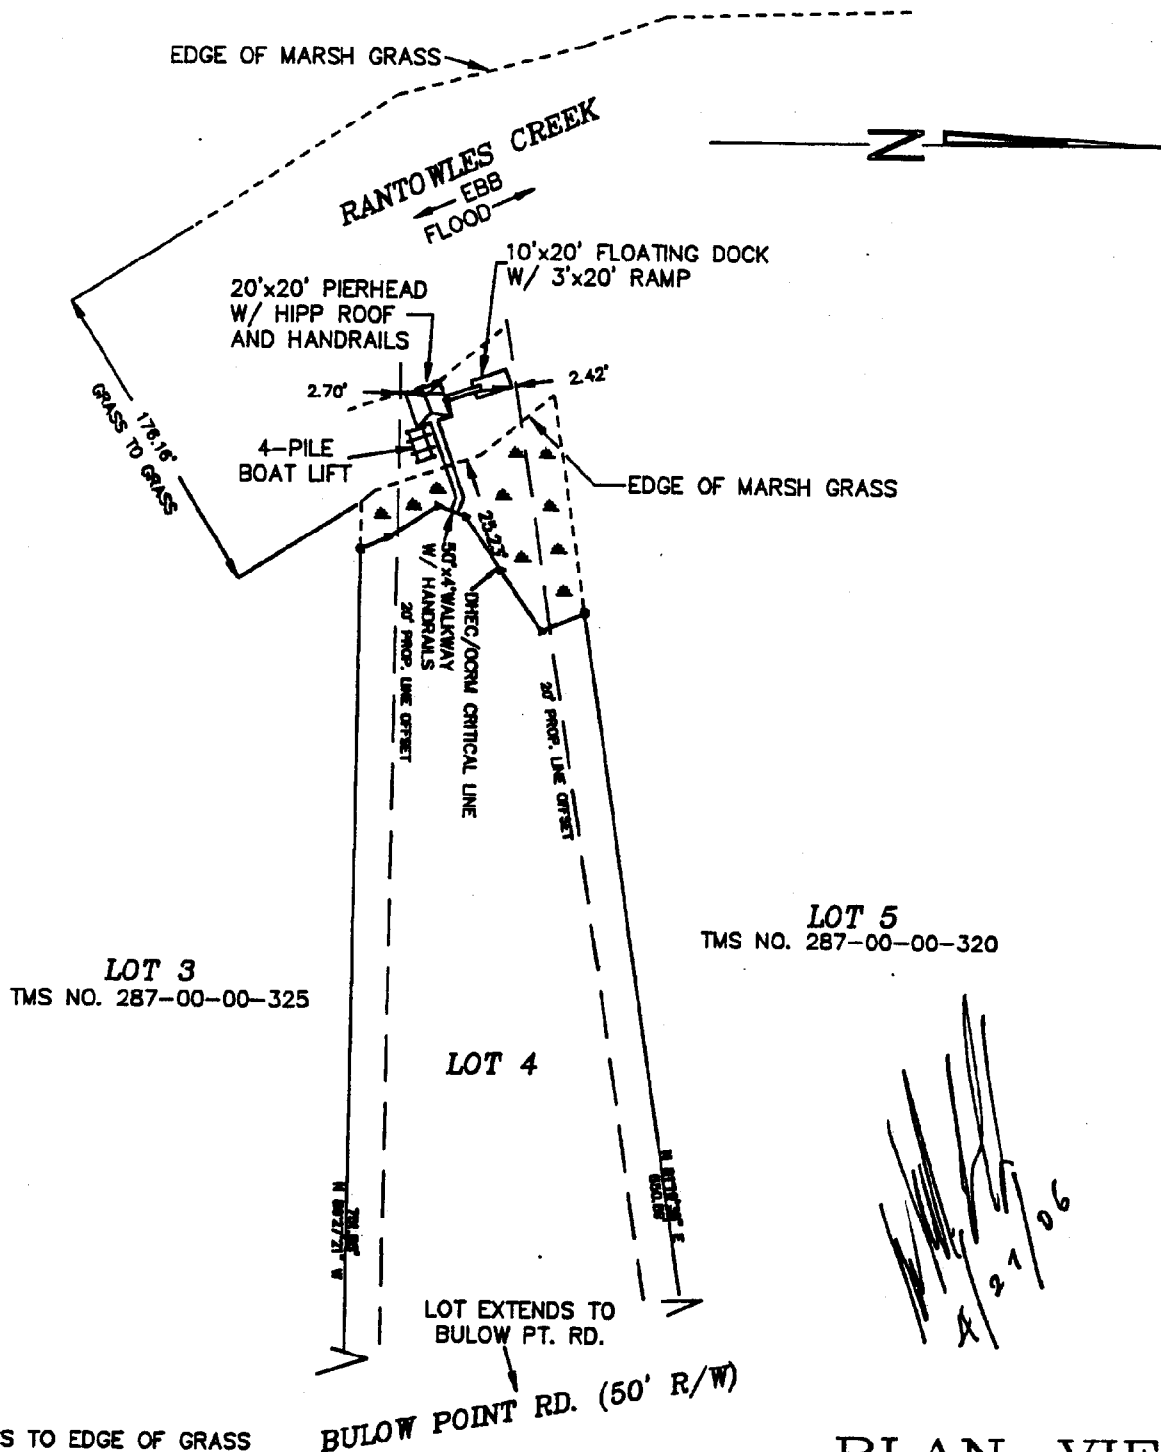 EDGE OF MARSH GRASS
RANTOWLES CREEK
EBB
FLOOD
N
10'x20' FLOATING DOCK
W/ 3'x20' RAMP
20'x20' PIERHEAD
W/ HIPP ROOF
AND HANDRAILS
2.70'
2.42'
176.16'
GRASS TO GRASS
4-PILE
BOAT LIFT
EDGE OF MARSH GRASS
25.23'
50'x4' WALKWAY
W/ HANDRAILS
DHEC/OCRM CRITICAL LINE
20' PROP. LINE OFFSET
20' PROP. LINE OFFSET
LOT 5
TMS NO. 287-00-00-320
LOT 3
TMS NO. 287-00-00-325
LOT 4
LOT EXTENDS TO
BULOW PT. RD.
BULOW POINT RD. (50' R/W)
S TO EDGE OF GRASS